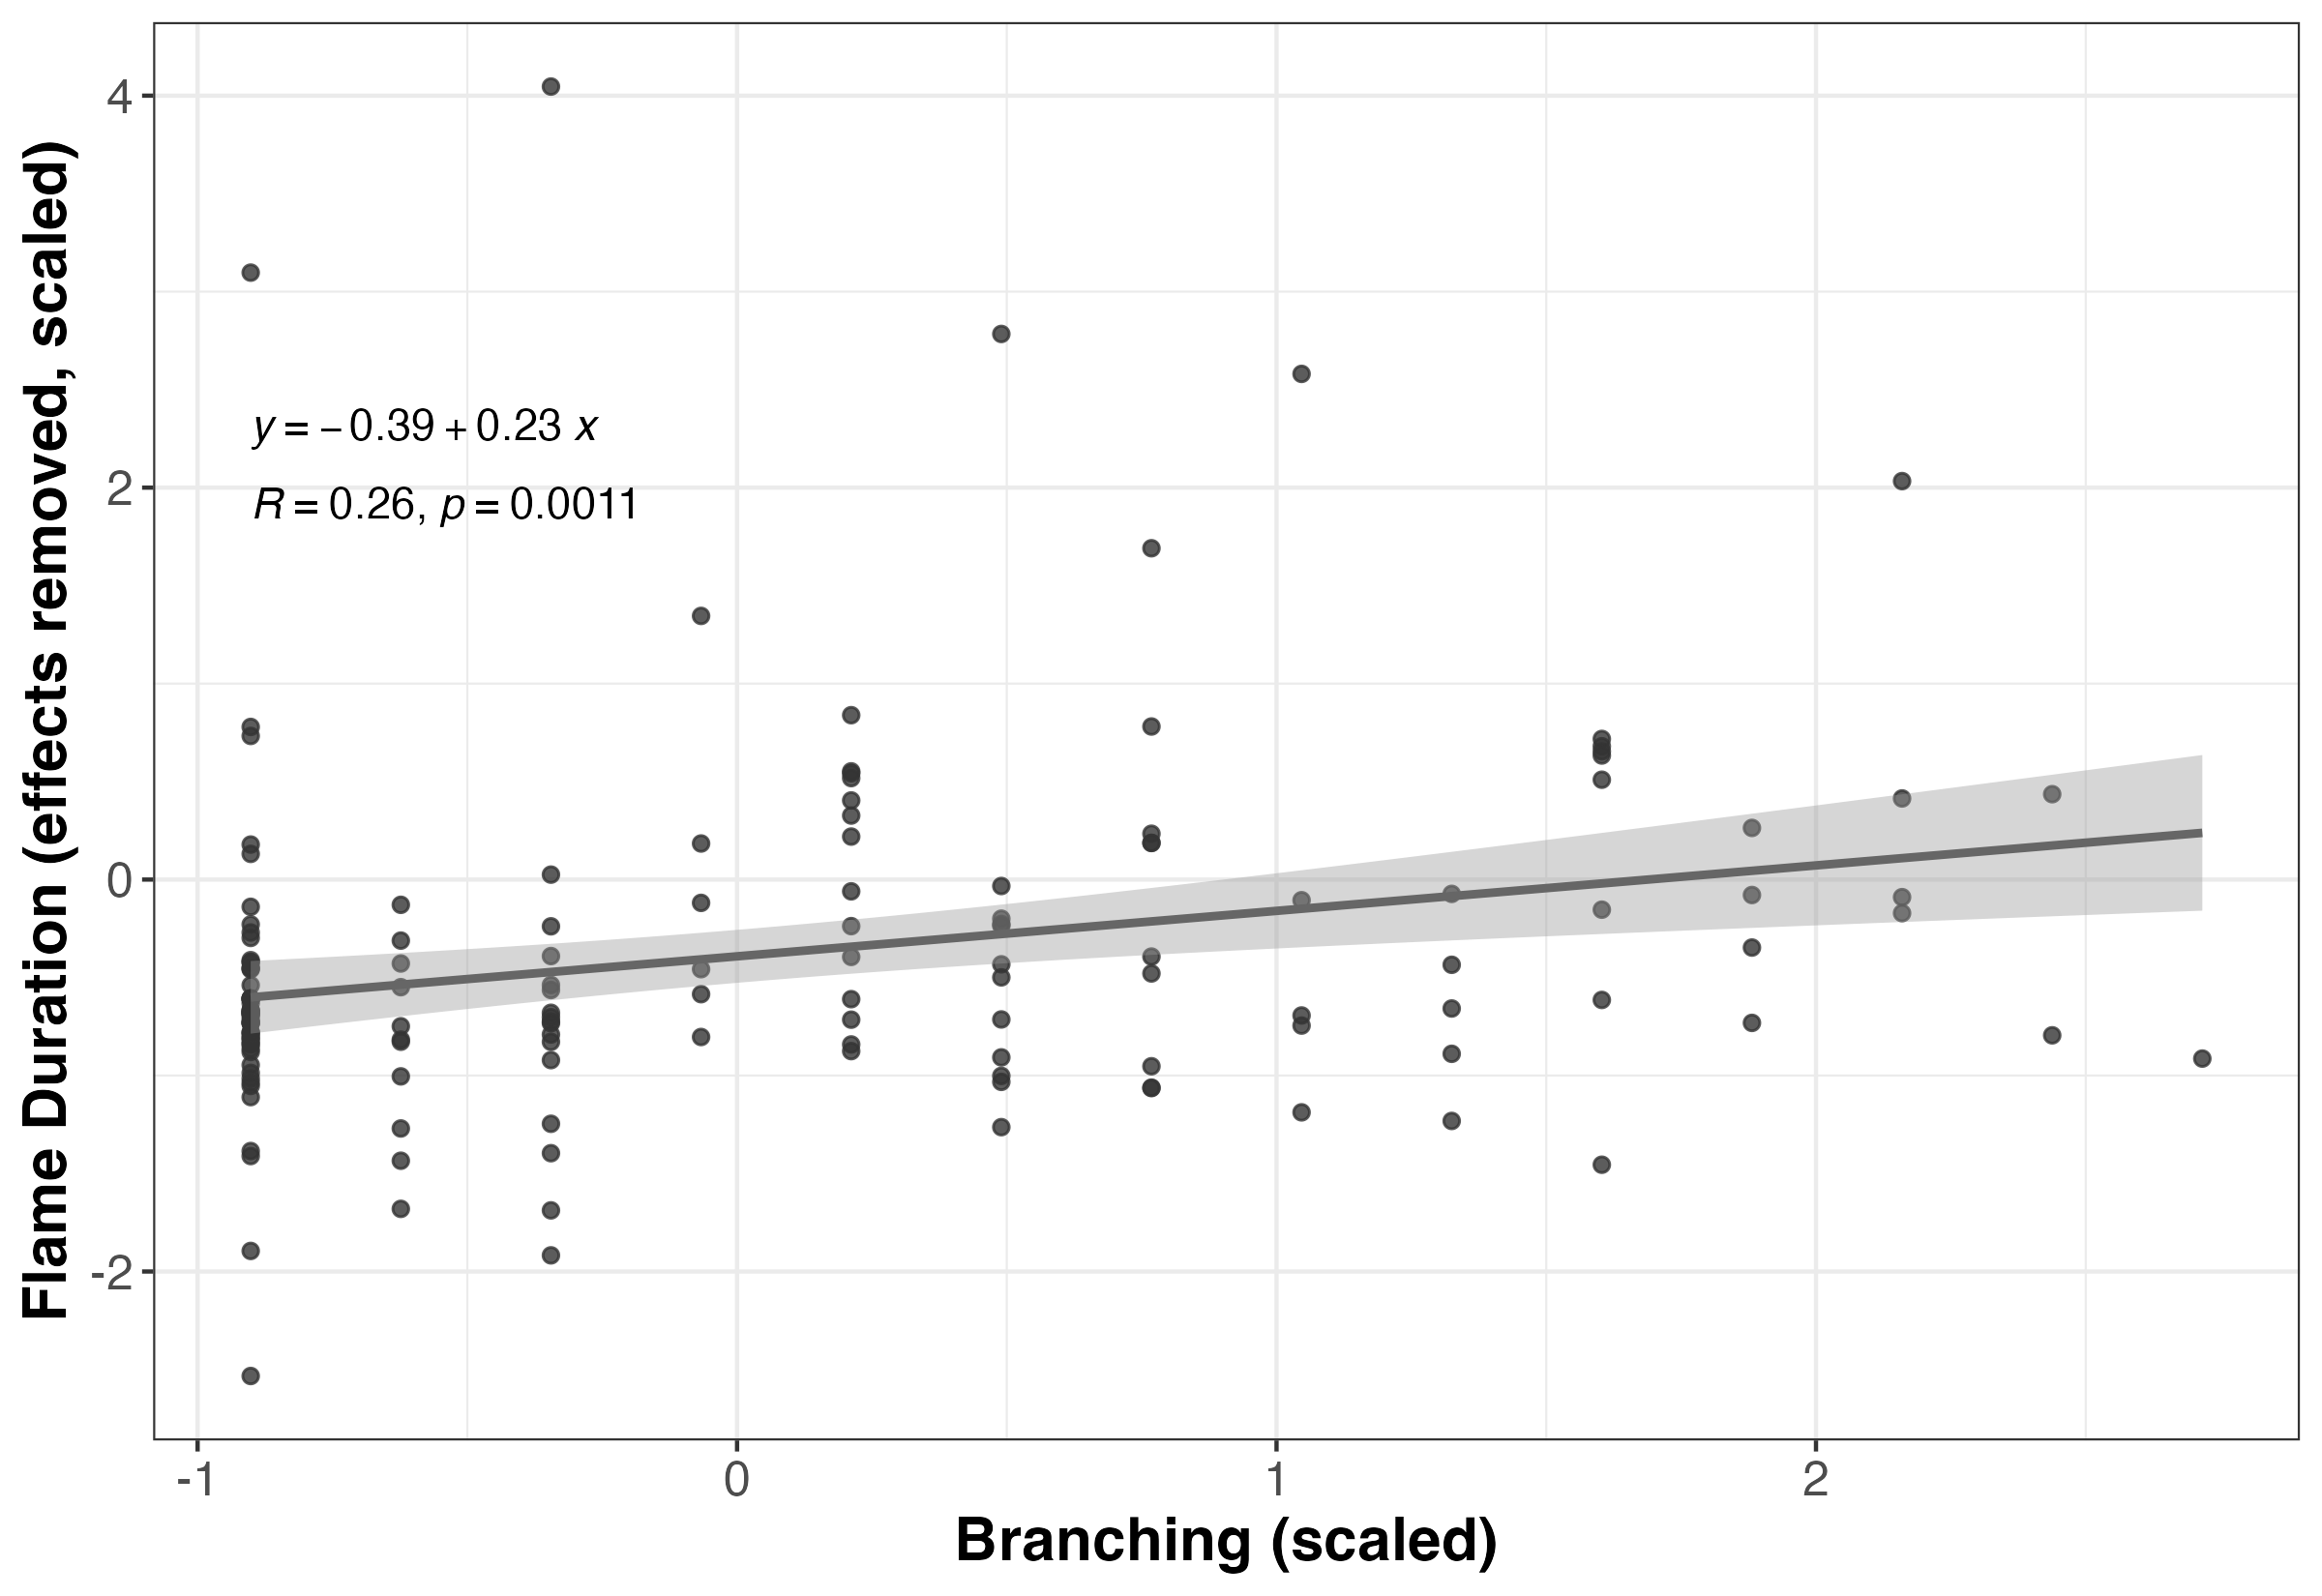 Flame Duration (effects removed, scaled)
4
2
0
-2
y = − 0.39 + 0.23 x
R = 0.26, p = 0.0011
-1 0 1 2
Branching (scaled)